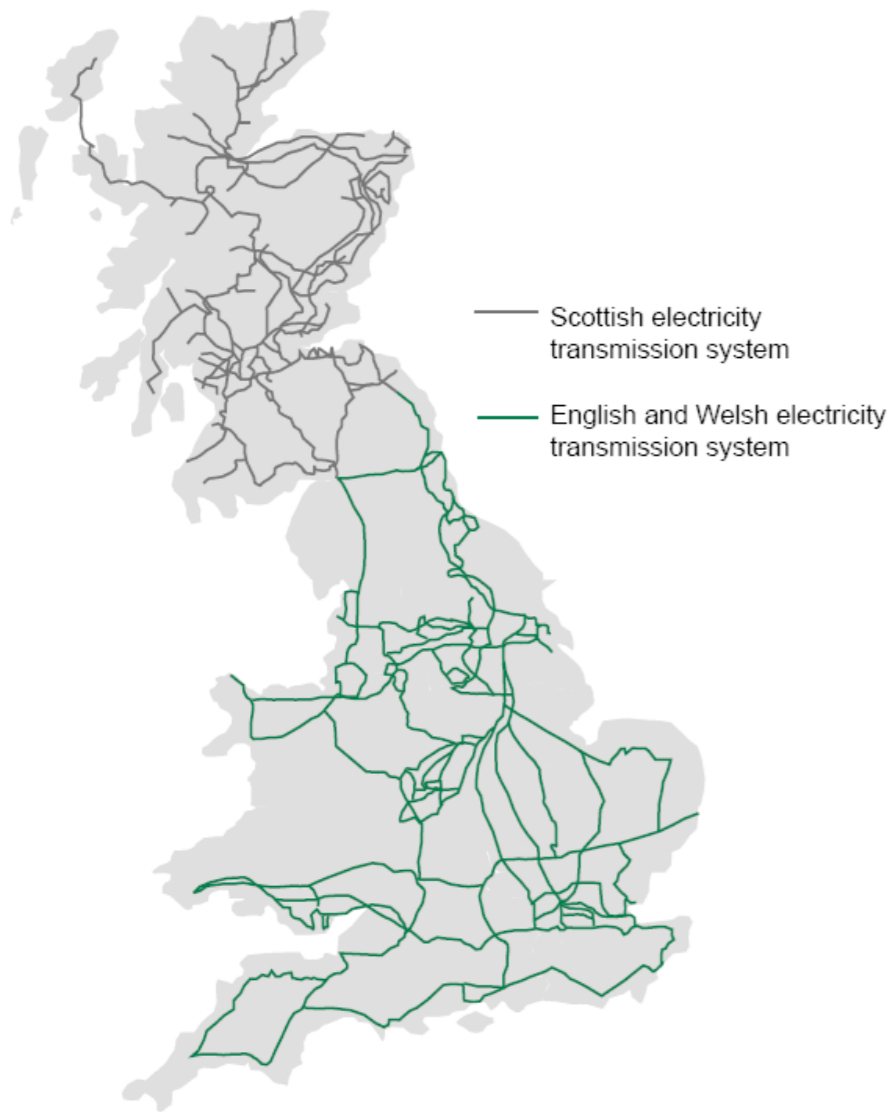 Scottish electricity
transmission system
English and Welsh electricity
transmission system